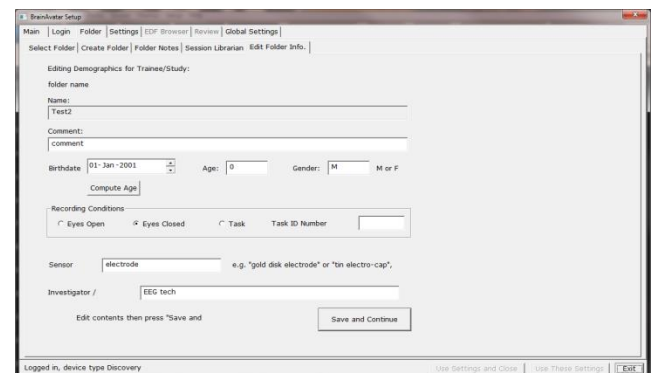 BrainAvatar Setup
Main Login Folder Settings EDF Browser Review Global Settings
Select Folder Create Folder Folder Notes Session Librarian Edit Folder Info.
Editing Demographics for Trainee/Study:
folder name
Name:
Test2
Comment:
comment
Birthdate 01-Jan-2001 Age: 0 Gender: M M or F
Compute Age
Recording Conditions
Eyes Open Eyes Closed Task Task ID Number
Sensor electrode e.g. "gold disk electrode" or "tin electro-cap",
Investigator / EEG tech
Edit contents then press "Save and Save and Continue
Logged in, device type Discovery Use Settings and Close Use These Settings Exit